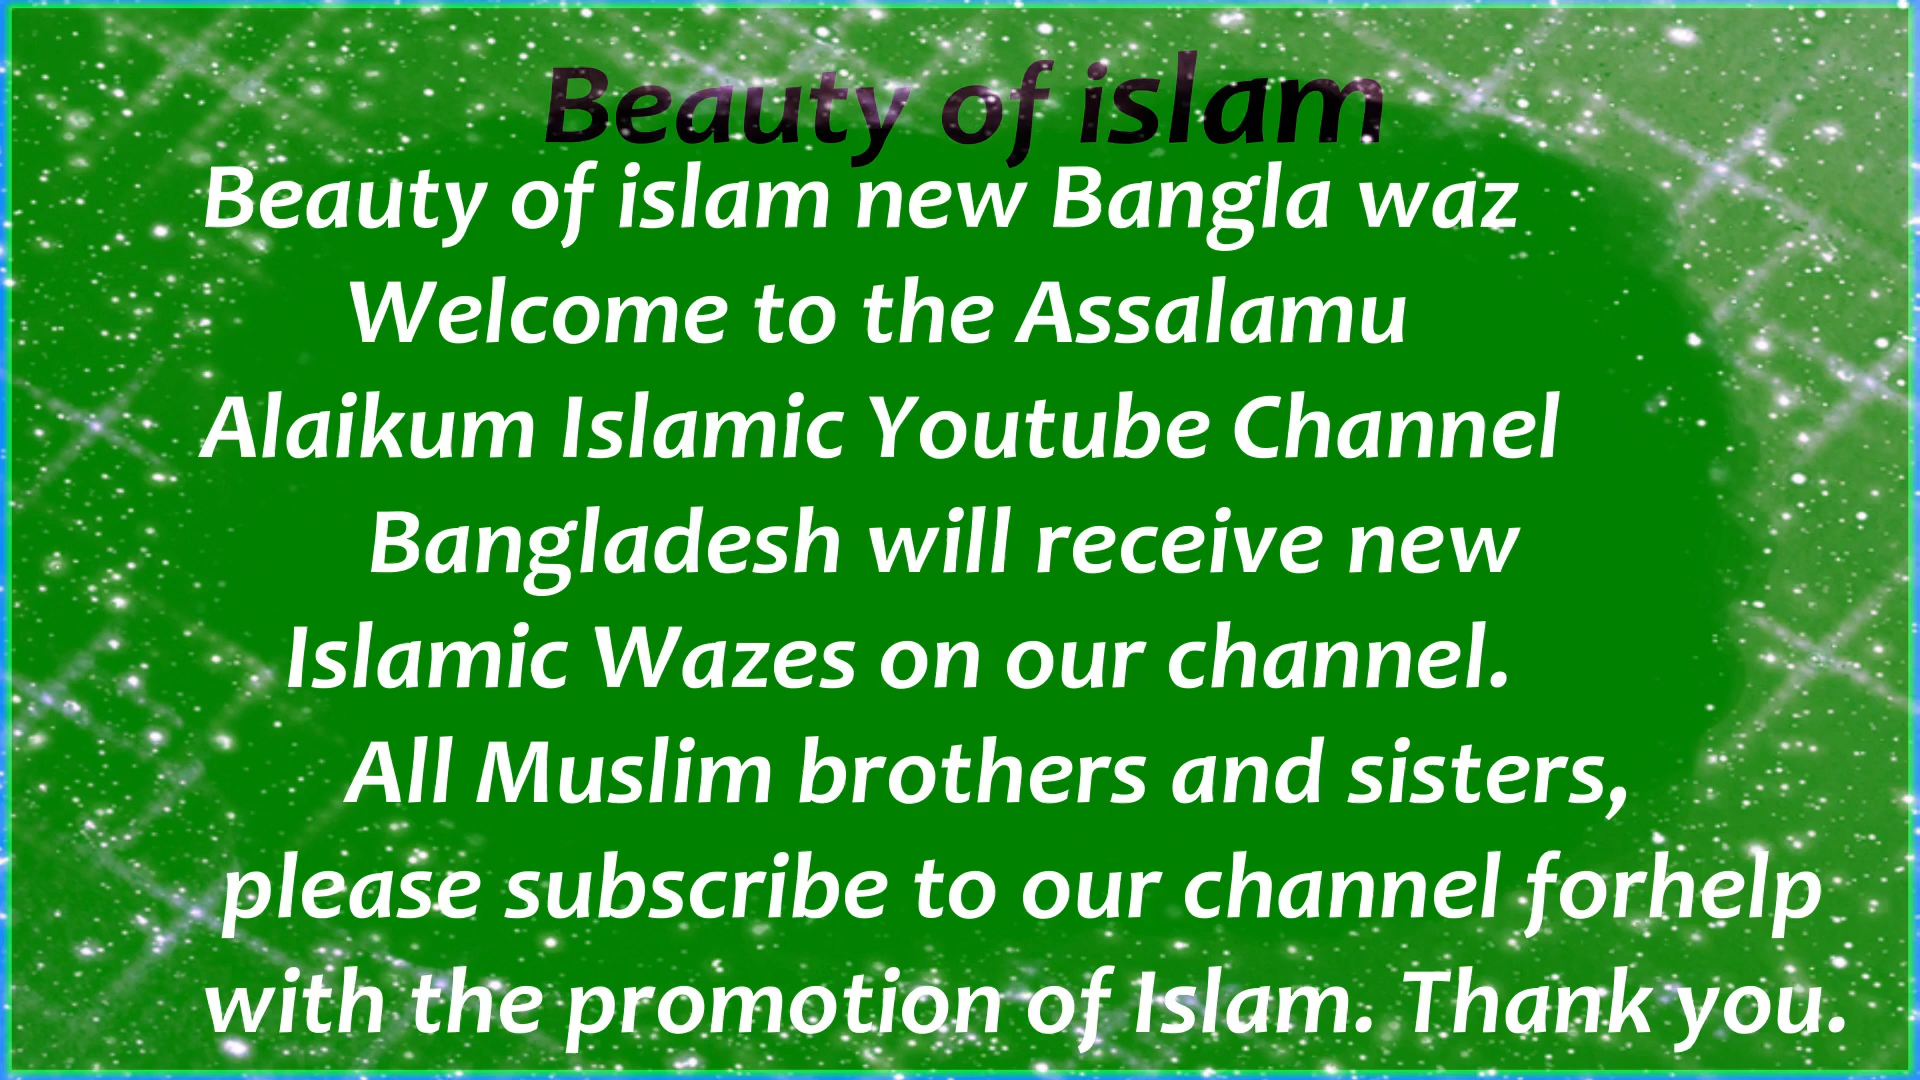 Beauty of islam
Beauty of islam new Bangla waz
Welcome to the Assalamu
Alaikum Islamic Youtube Channel
Bangladesh will receive new
Islamic Wazes on our channel.
All Muslim brothers and sisters,
please subscribe to our channel forhelp
with the promotion of Islam. Thank you.